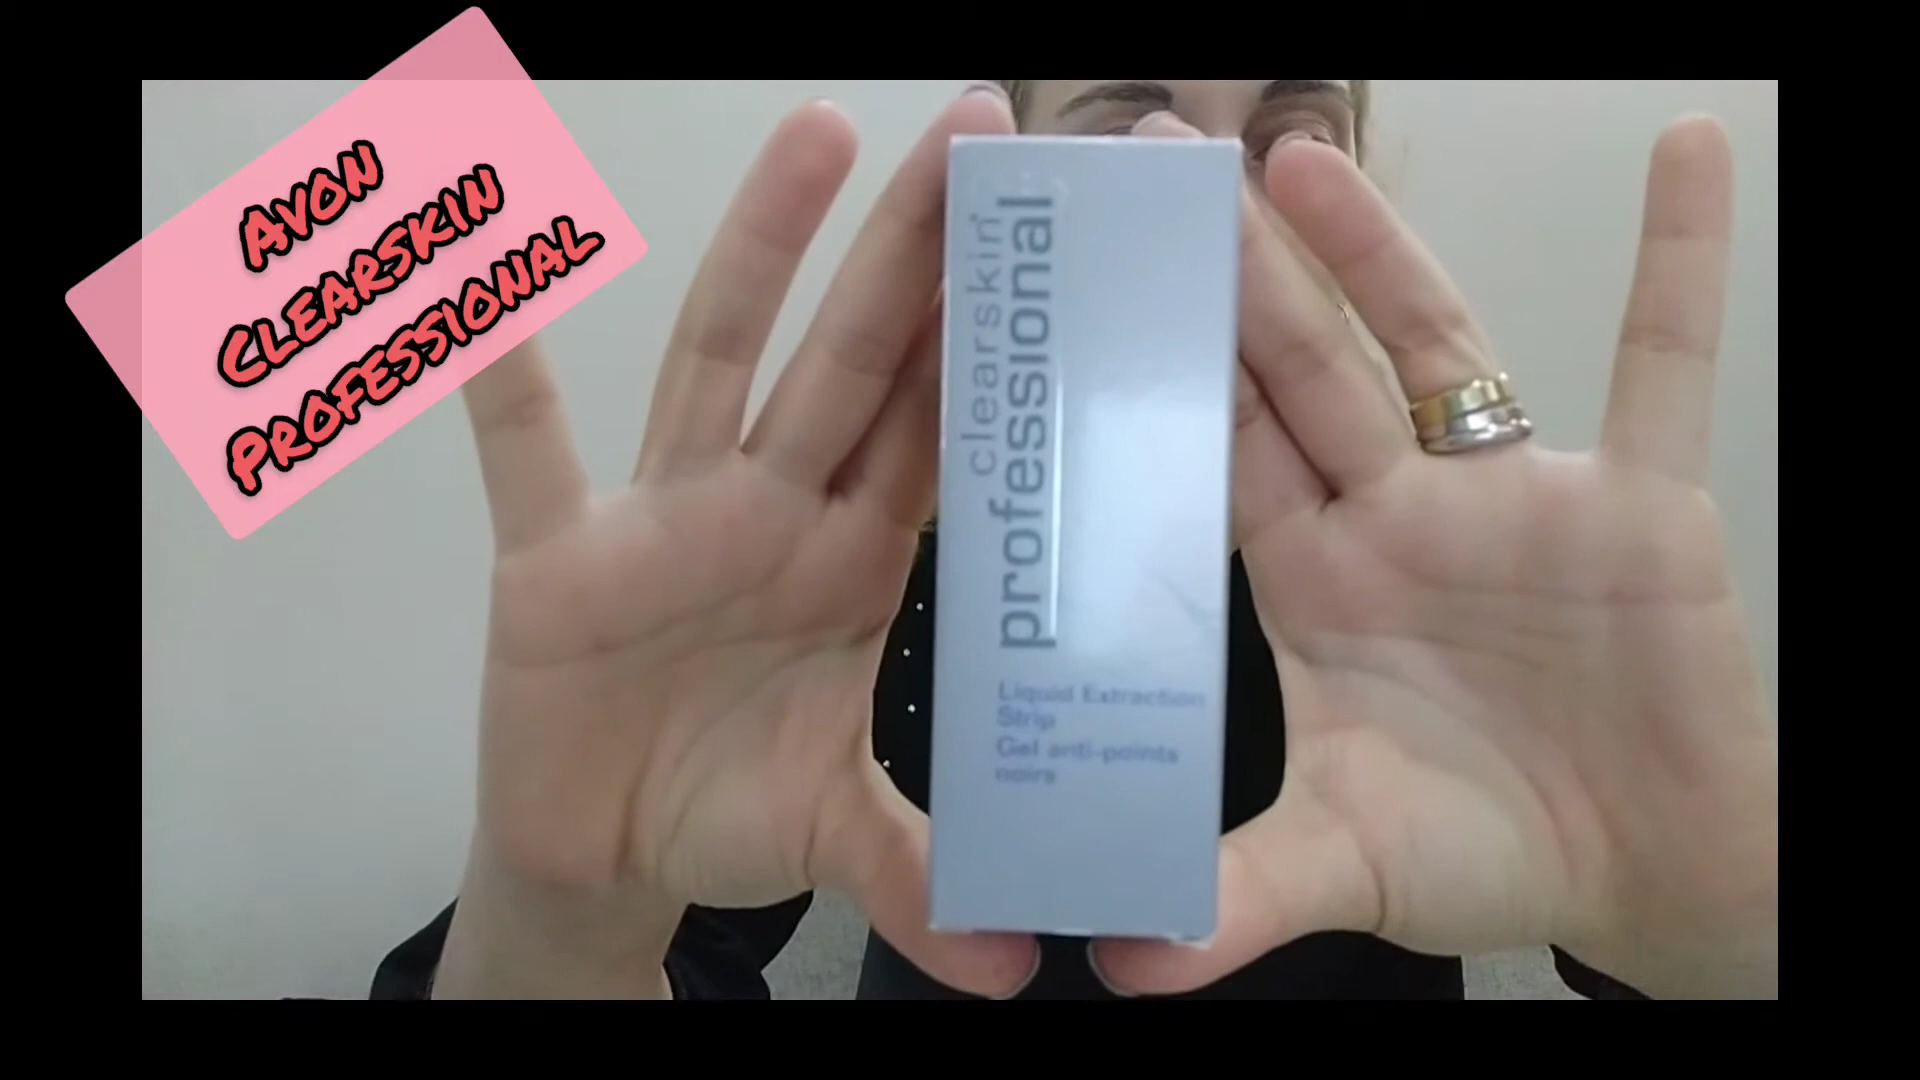 Avon
Clearskin
Professional
clearskin®
professional
Liquid Extraction
Strip
Gel anti-points
noirs